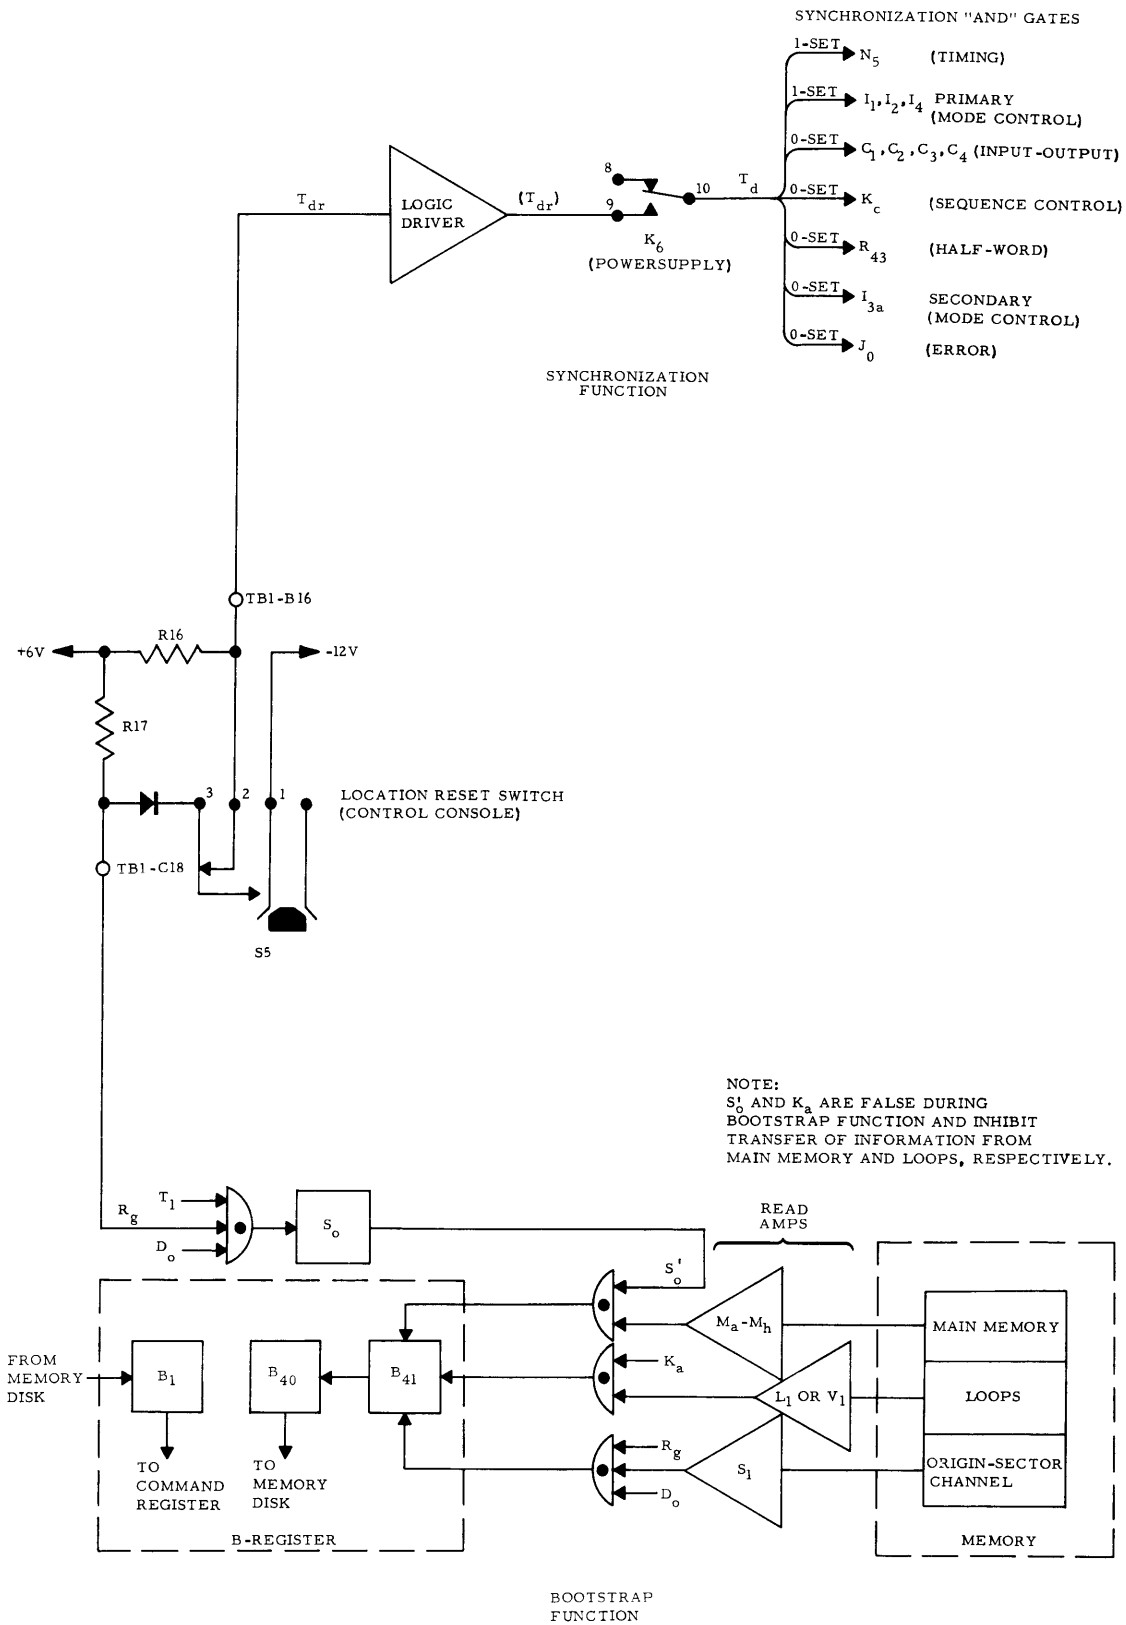 SYNCHRONIZATION "AND" GATES
1-SET N5 (TIMING)
1-SET I1, I2, I4 PRIMARY
(MODE CONTROL)
0-SET C1, C2, C3, C4 (INPUT-OUTPUT)
0-SET Kc (SEQUENCE CONTROL)
0-SET R43 (HALF-WORD)
0-SET I3a SECONDARY
(MODE CONTROL)
0-SET J0 (ERROR)
Tdr
LOGIC
DRIVER
(Tdr)
8
9
10
Td
K6
(POWERSUPPLY)
SYNCHRONIZATION
FUNCTION
TB1-B16
+6V
R16
-12V
R17
3
2
1
LOCATION RESET SWITCH
(CONTROL CONSOLE)
TB1-C18
S5
NOTE:
S'o AND Ka ARE FALSE DURING
BOOTSTRAP FUNCTION AND INHIBIT
TRANSFER OF INFORMATION FROM
MAIN MEMORY AND LOOPS, RESPECTIVELY.
T1
Rg
Do
So
READ
AMPS
S'o
Ma-Mh
MAIN MEMORY
FROM
MEMORY
DISK
B1
B40
B41
Ka
L1 OR V1
LOOPS
TO
COMMAND
REGISTER
TO
MEMORY
DISK
Rg
S1
Do
ORIGIN-SECTOR
CHANNEL
B-REGISTER
MEMORY
BOOTSTRAP
FUNCTION